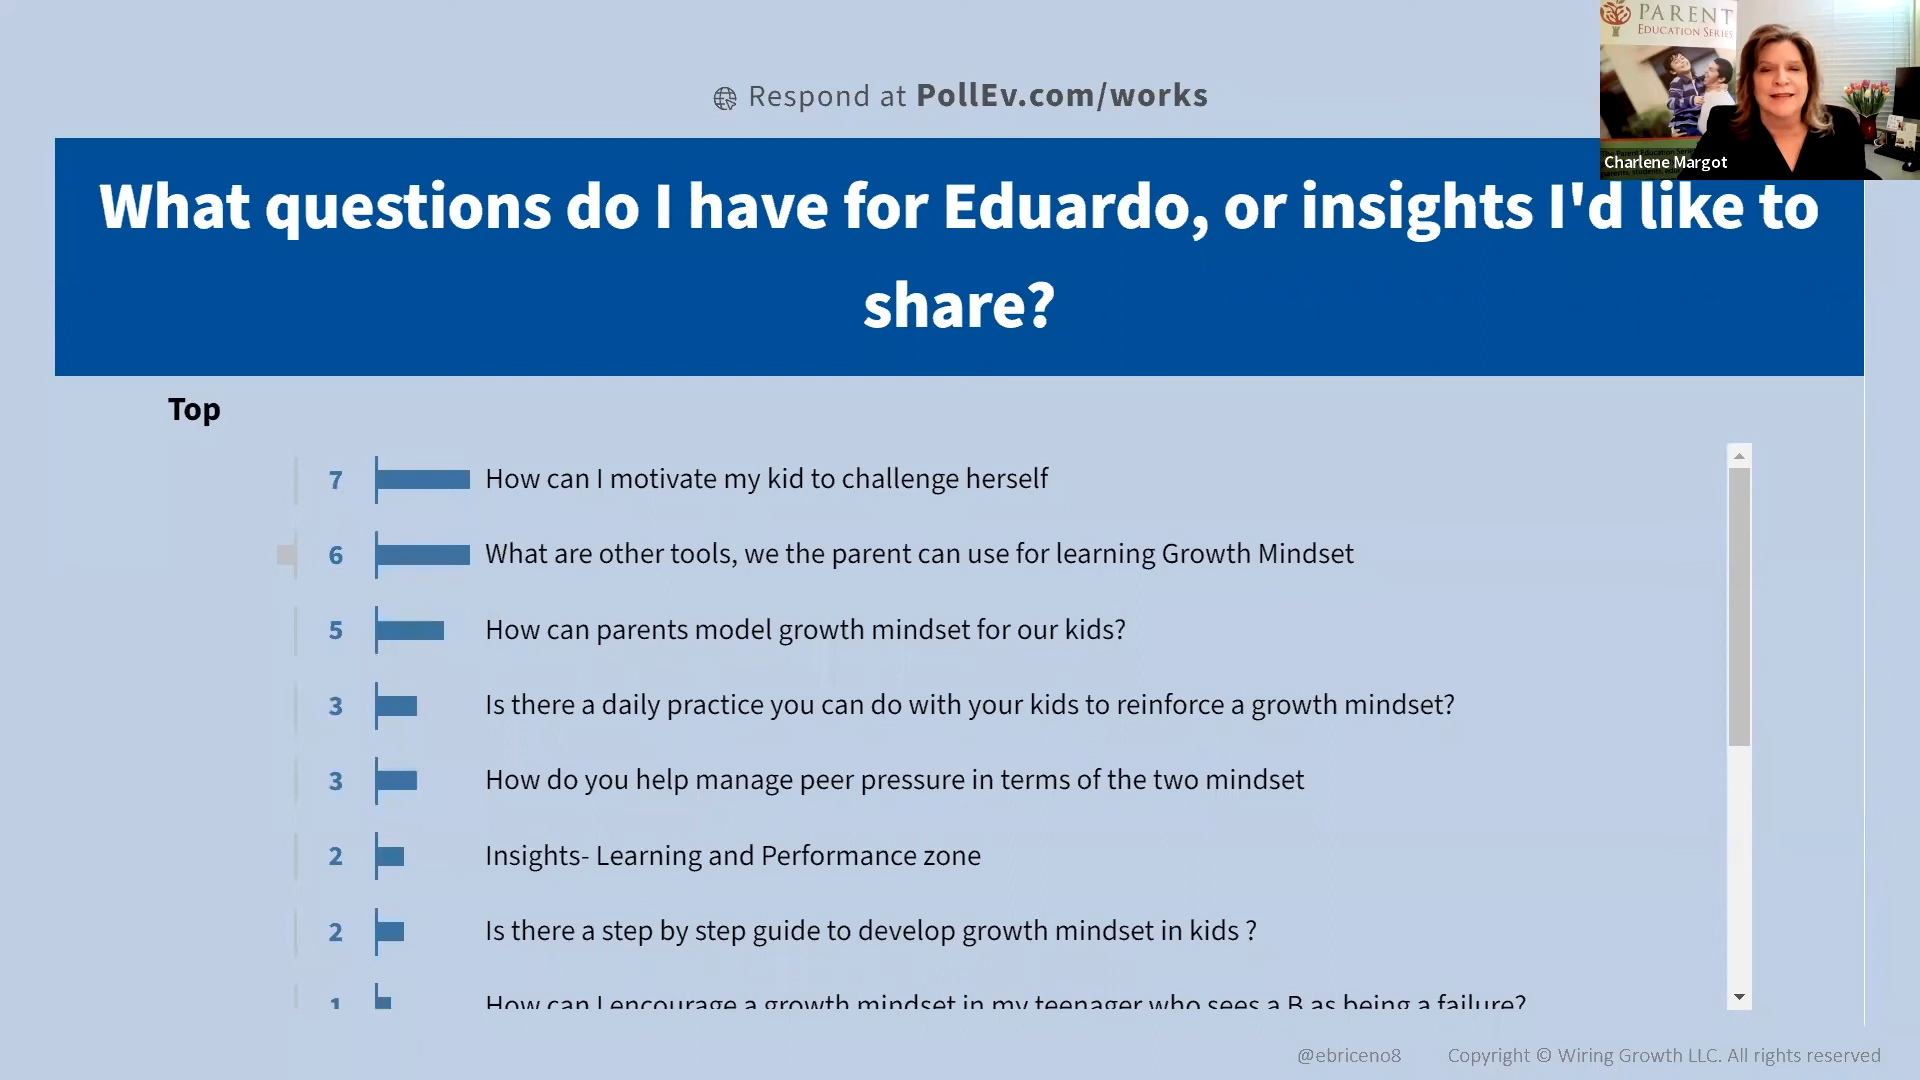 Respond at PollEv.com/works
PARENT
EDUCATION SERIES
Charlene Margot
What questions do I have for Eduardo, or insights I'd like to
share?
Top
7 How can I motivate my kid to challenge herself
6 What are other tools, we the parent can use for learning Growth Mindset
5 How can parents model growth mindset for our kids?
3 Is there a daily practice you can do with your kids to reinforce a growth mindset?
3 How do you help manage peer pressure in terms of the two mindset
2 Insights- Learning and Performance zone
2 Is there a step by step guide to develop growth mindset in kids ?
1 How can I encourage a growth mindset in my teenager who sees a B as being a failure?
@ebriceno8 Copyright © Wiring Growth LLC. All rights reserved